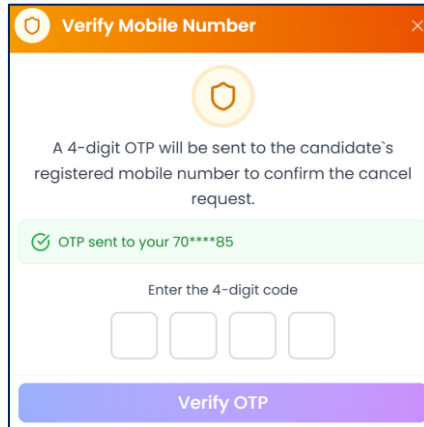 Verify Mobile Number
A 4-digit OTP will be sent to the candidate`s
registered mobile number to confirm the cancel
request.
OTP sent to your 70****85
Enter the 4-digit code
Verify OTP